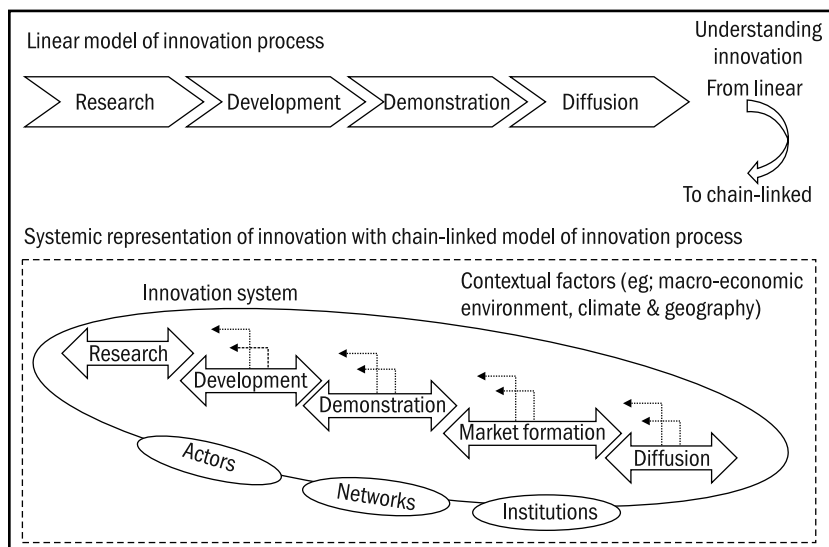 Linear model of innovation process
Understanding
innovation
From linear
To chain-linked
Research
Development
Demonstration
Diffusion
Systemic representation of innovation with chain-linked model of innovation process
Contextual factors (eg; macro-economic
environment, climate & geography)
Innovation system
Research
Development
Demonstration
Market formation
Diffusion
Actors
Networks
Institutions